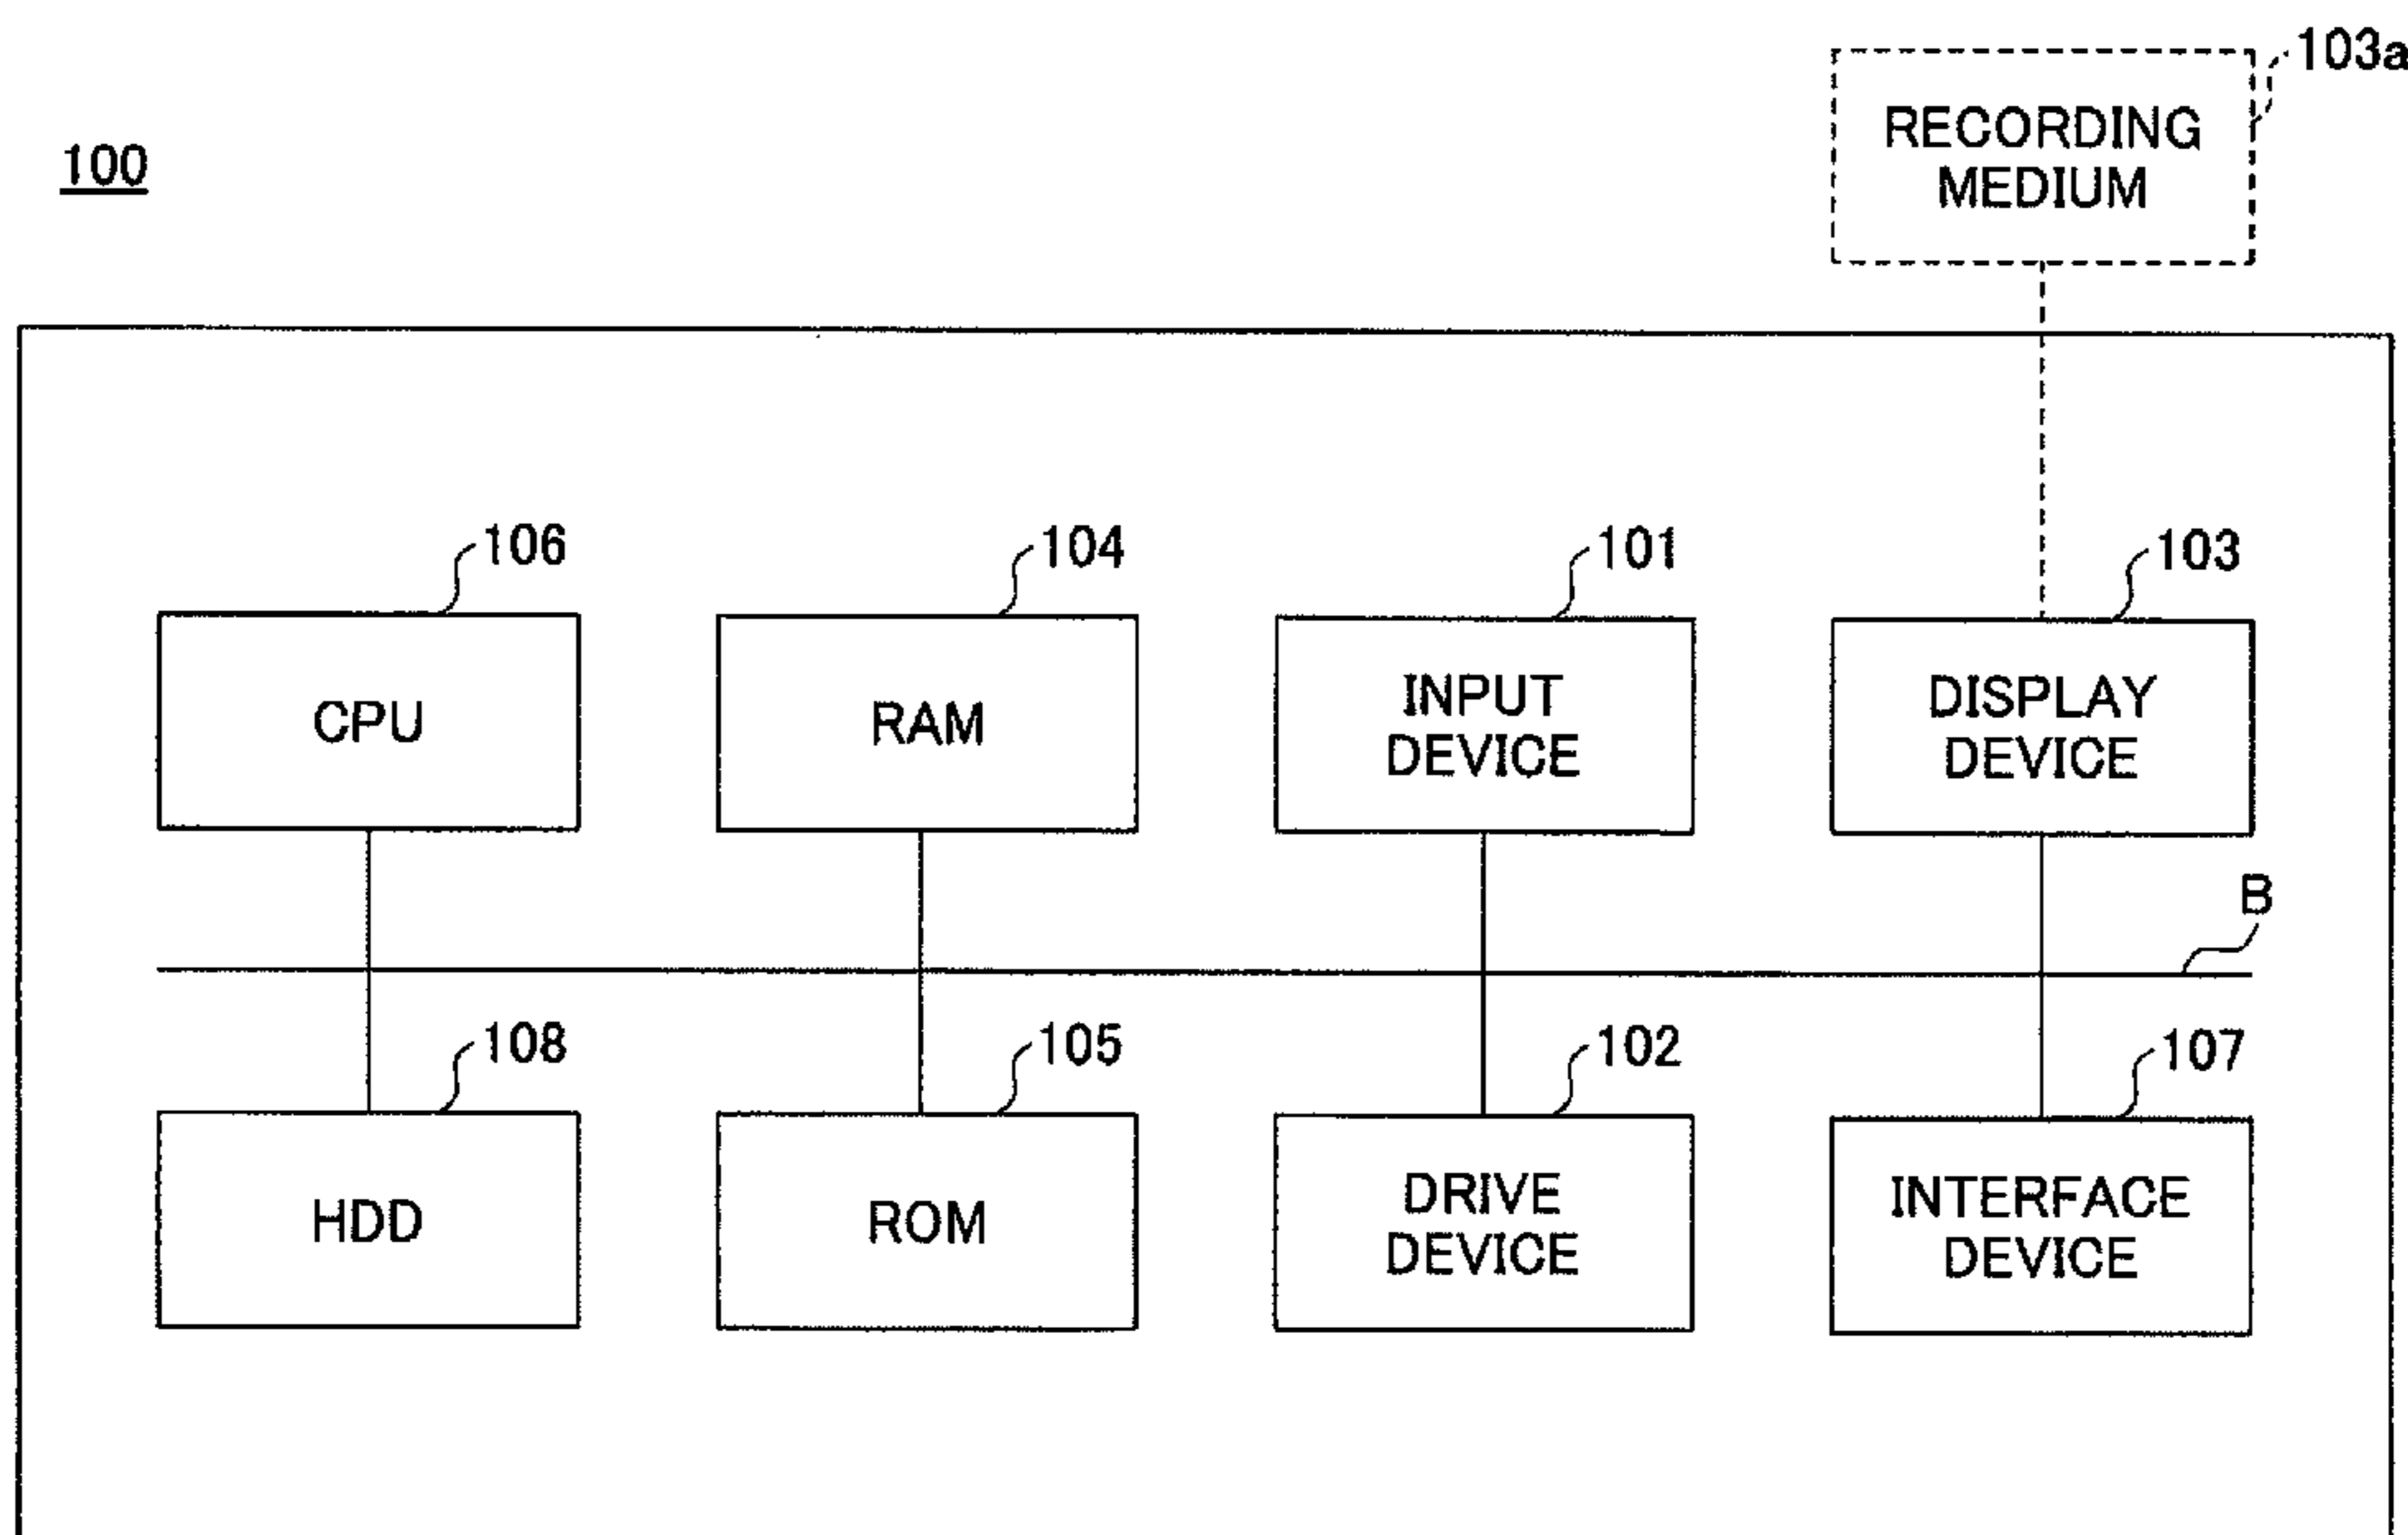 103a
RECORDING
MEDIUM
100
106
104
101
103
CPU
RAM
INPUT
DEVICE
DISPLAY
DEVICE
B
108
105
102
107
HDD
ROM
DRIVE
DEVICE
INTERFACE
DEVICE